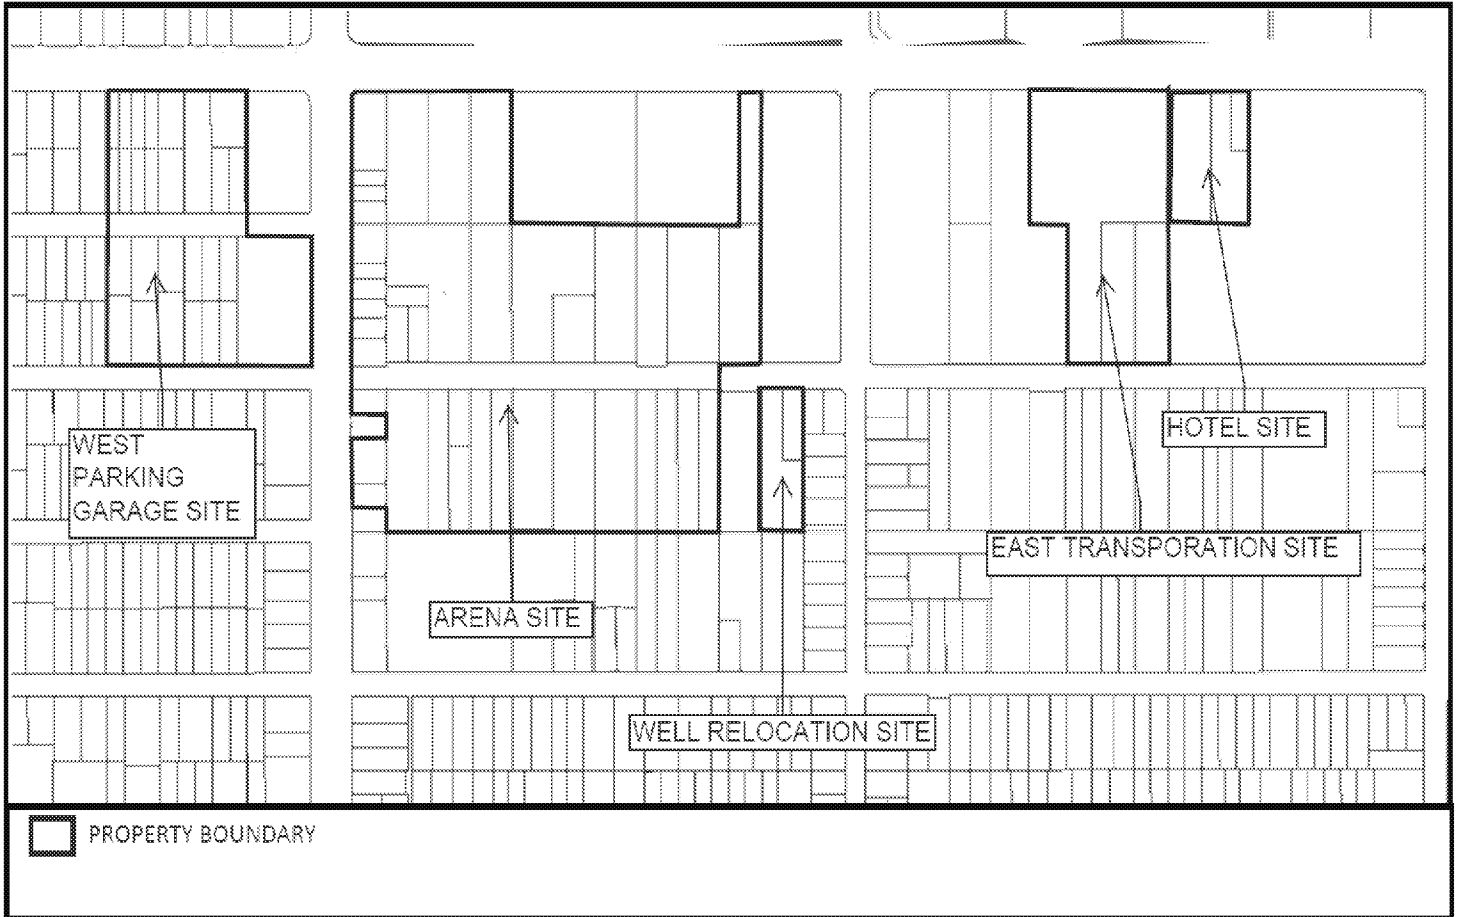 WEST
PARKING
GARAGE SITE
HOTEL SITE
EAST TRANSPORATION SITE
ARENA SITE
WELL RELOCATION SITE
PROPERTY BOUNDARY